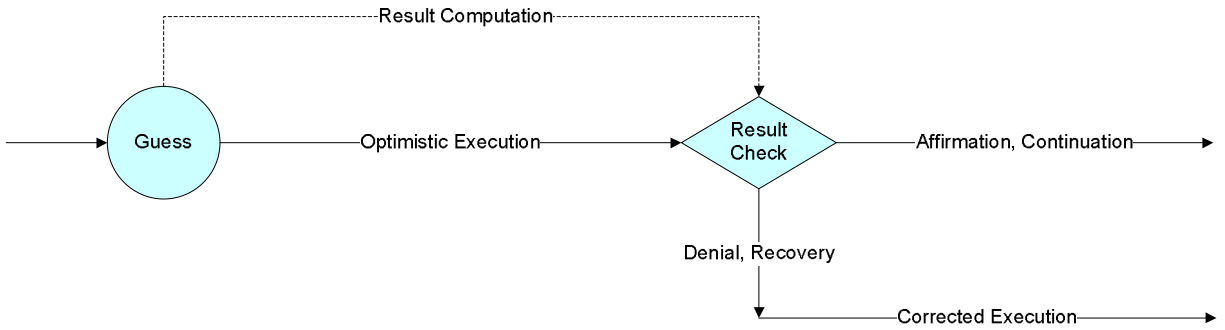 Result Computation
Guess
Optimistic Execution
Result
Check
Affirmation, Continuation
Denial, Recovery
Corrected Execution